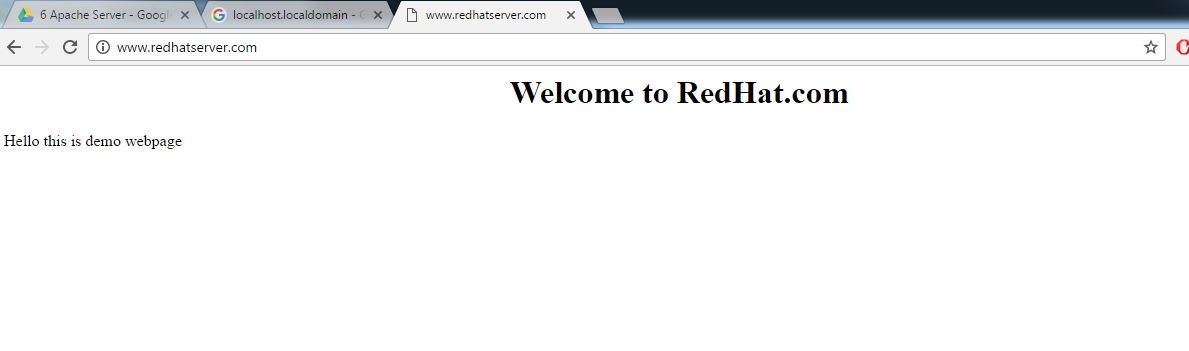 6 Apache Server - Googl
localhost.localdomain - G
www.redhatserver.com
www.redhatserver.com
Welcome to RedHat.com
Hello this is demo webpage